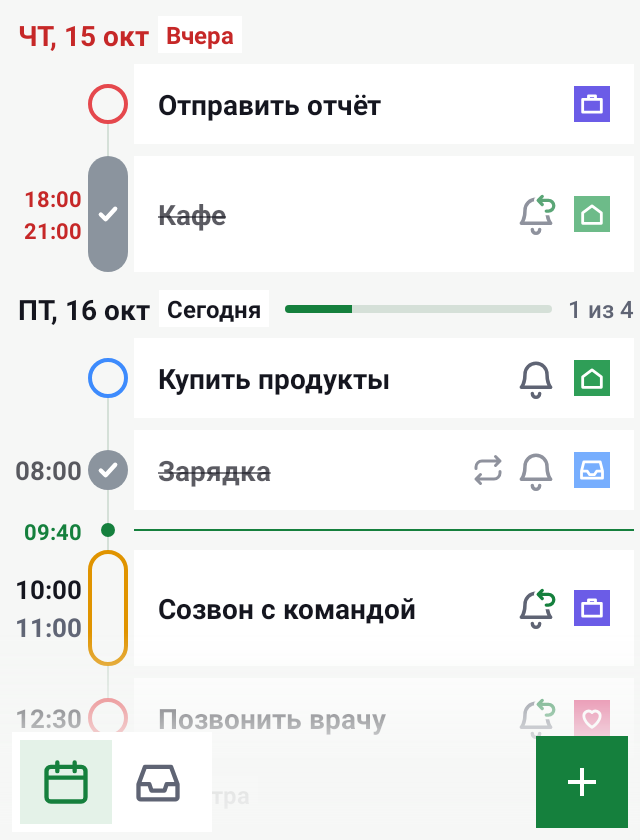 ЧТ, 15 окт Вчера
Отправить отчёт
18:00
21:00
Кафе
ПТ, 16 окт Сегодня 1 из 4
Купить продукты
08:00 Зарядка
09:40
10:00
11:00
Созвон с командой
12:30 Позвонить врачу